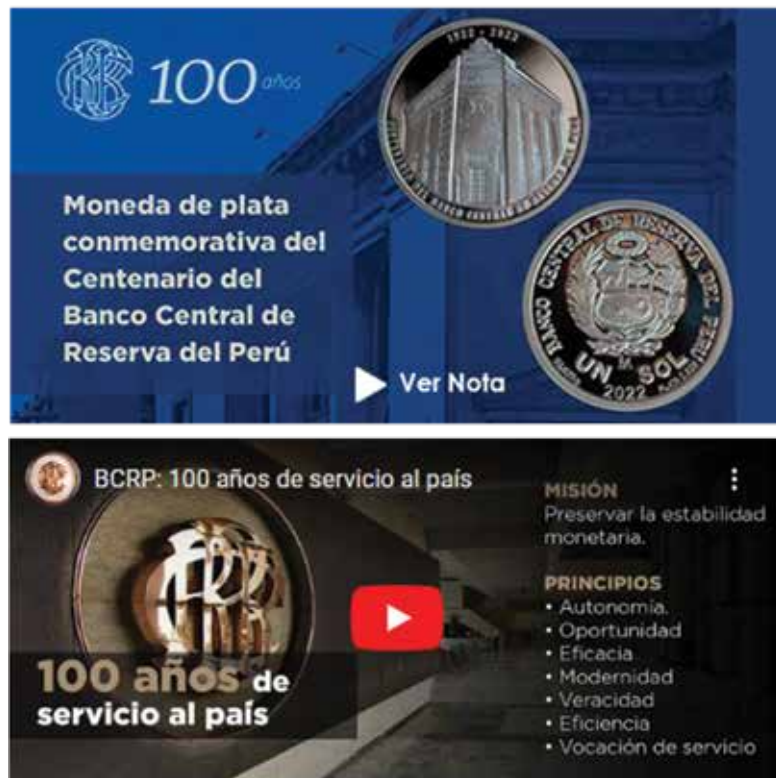 100 años
Moneda de plata
conmemorativa del
Centenario del
Banco Central de
Reserva del Perú
Ver Nota
1922 - 2022
BANCO CENTRAL DE RESERVA DEL PERÚ
UN SOL
2022
BCRP: 100 años de servicio al país
100 años de
servicio al país
MISIÓN
Preservar la estabilidad
monetaria.
PRINCIPIOS
• Autonomía.
• Oportunidad
• Eficacia
• Modernidad
• Veracidad
• Eficiencia
• Vocación de servicio